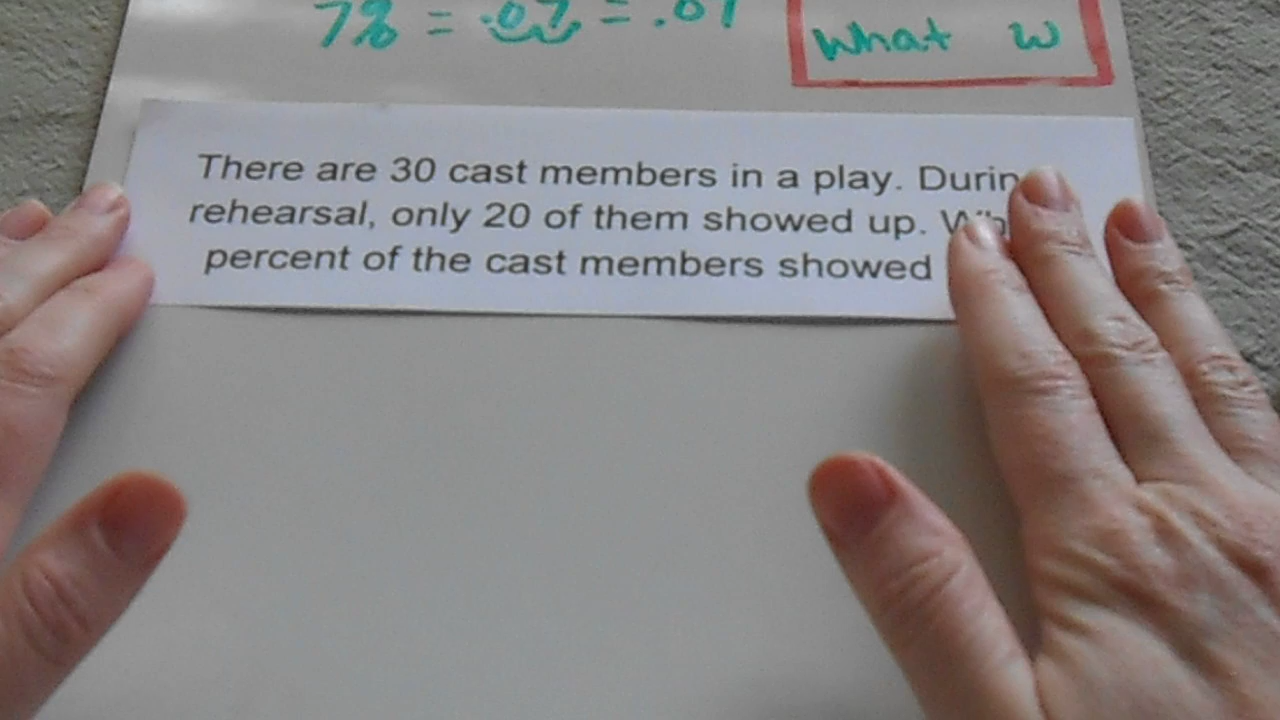 7% = .07 = .07
What w
There are 30 cast members in a play. Durin
rehearsal, only 20 of them showed up. Wh
percent of the cast members showed